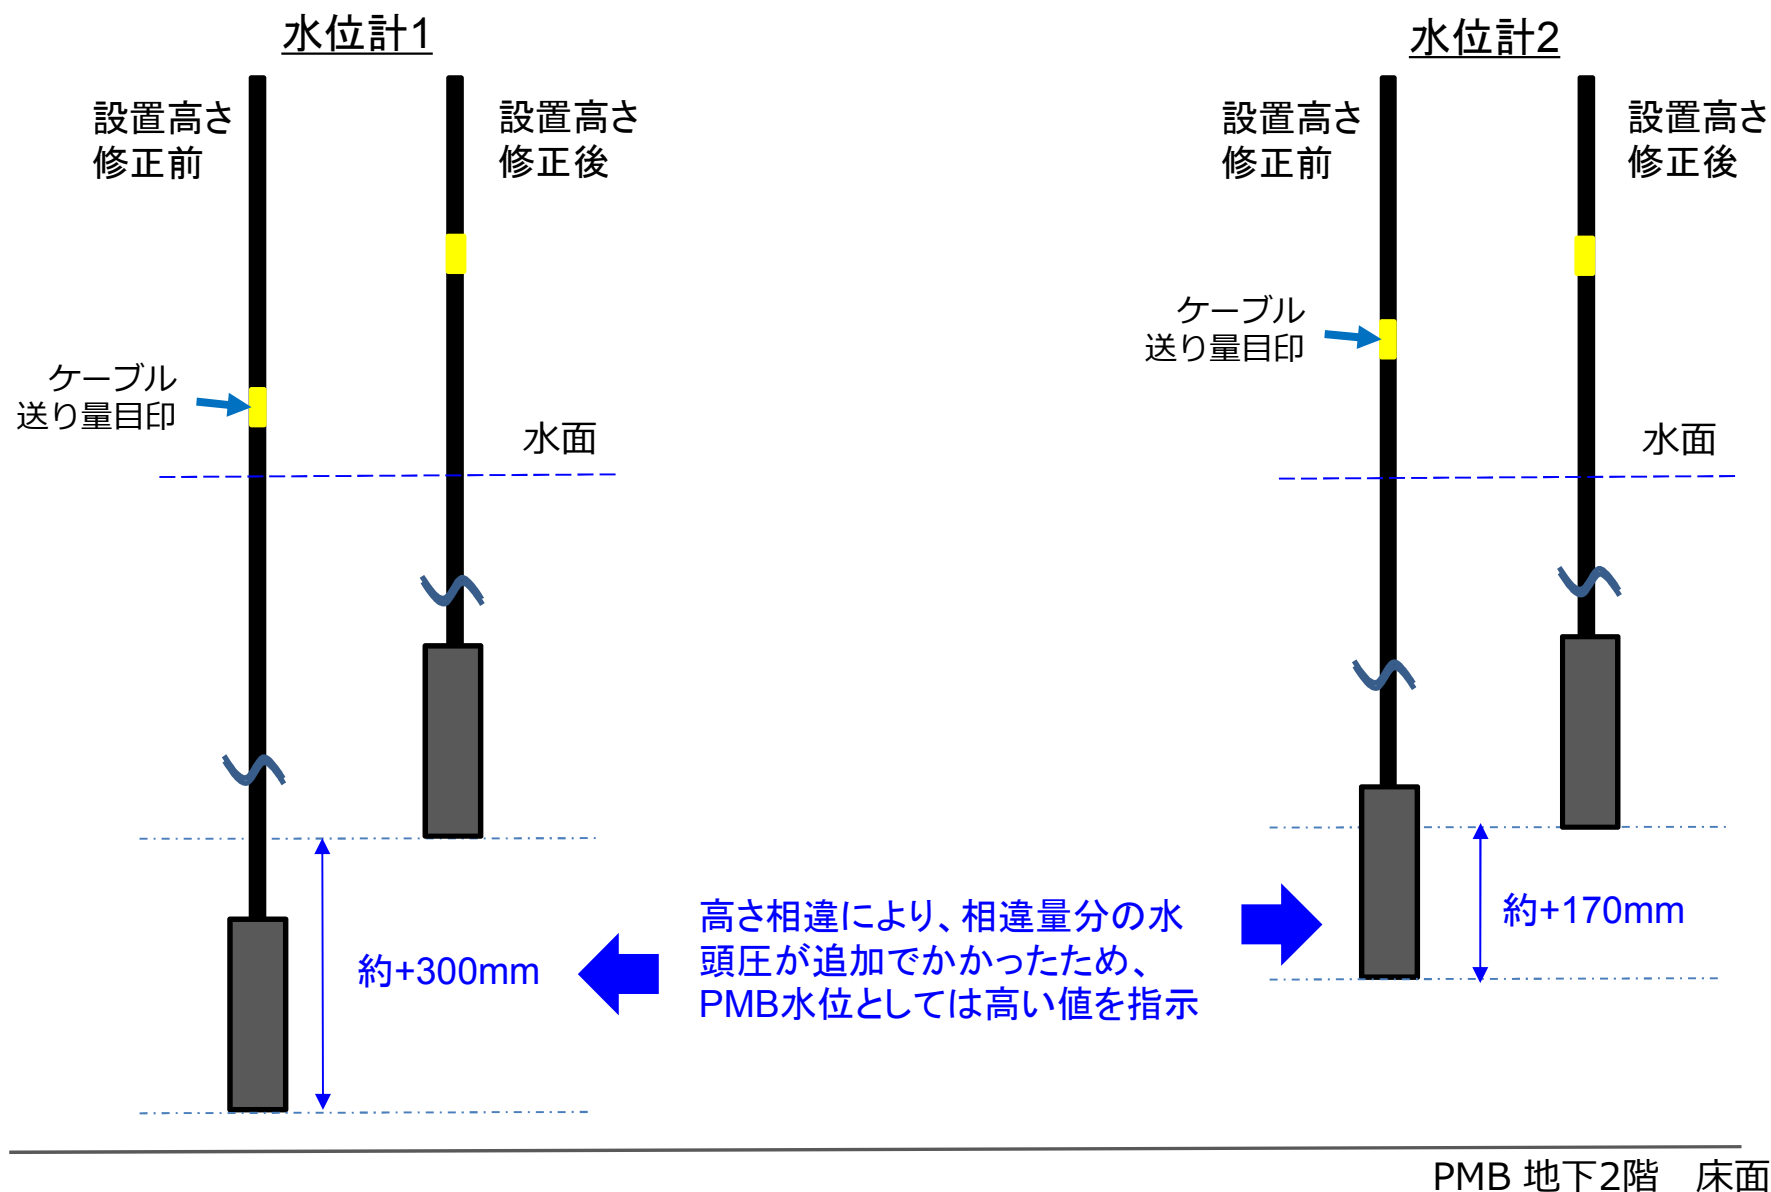 水位計1
設置高さ
修正前
設置高さ
修正後
ケーブル
送り量目印
水面
約+300mm
高さ相違により、相違量分の水
頭圧が追加でかかったため、
PMB水位としては高い値を指示
水位計2
設置高さ
修正前
設置高さ
修正後
ケーブル
送り量目印
水面
約+170mm
PMB 地下2階　床面